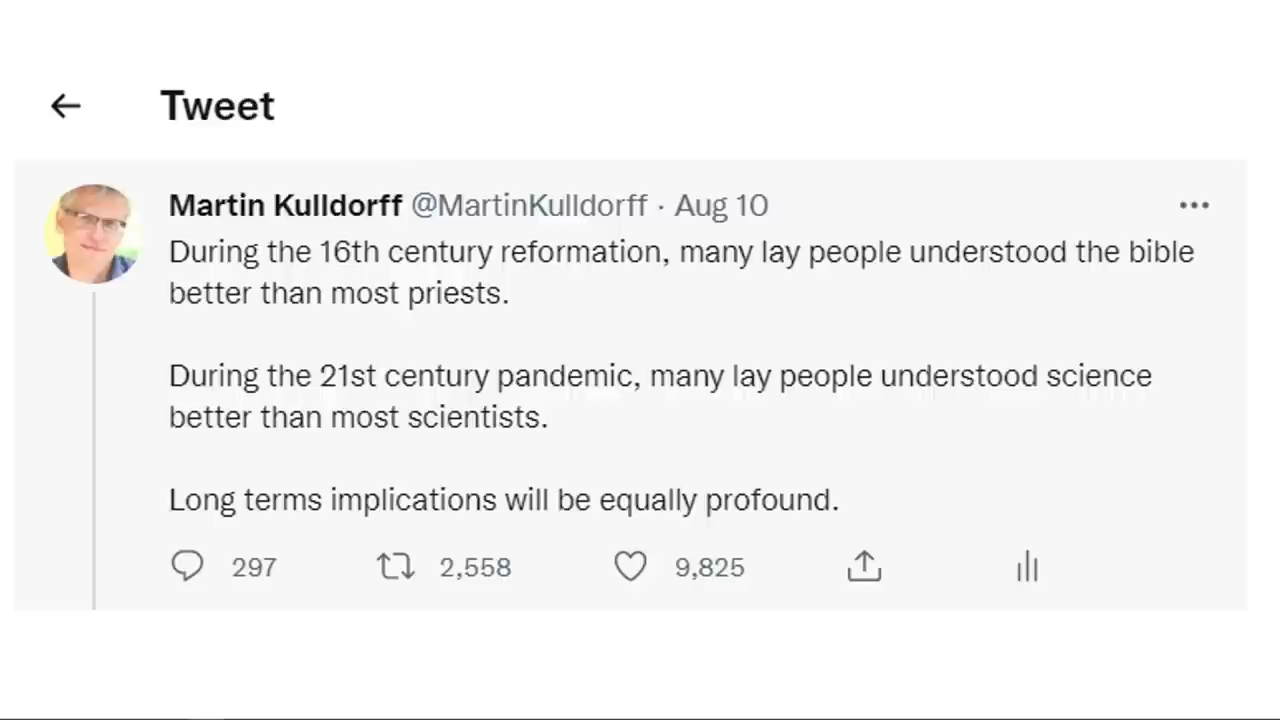 Tweet
Martin Kulldorff @MartinKulldorff · Aug 10
During the 16th century reformation, many lay people understood the bible
better than most priests.
During the 21st century pandemic, many lay people understood science
better than most scientists.
Long terms implications will be equally profound.
297 2,558 9,825